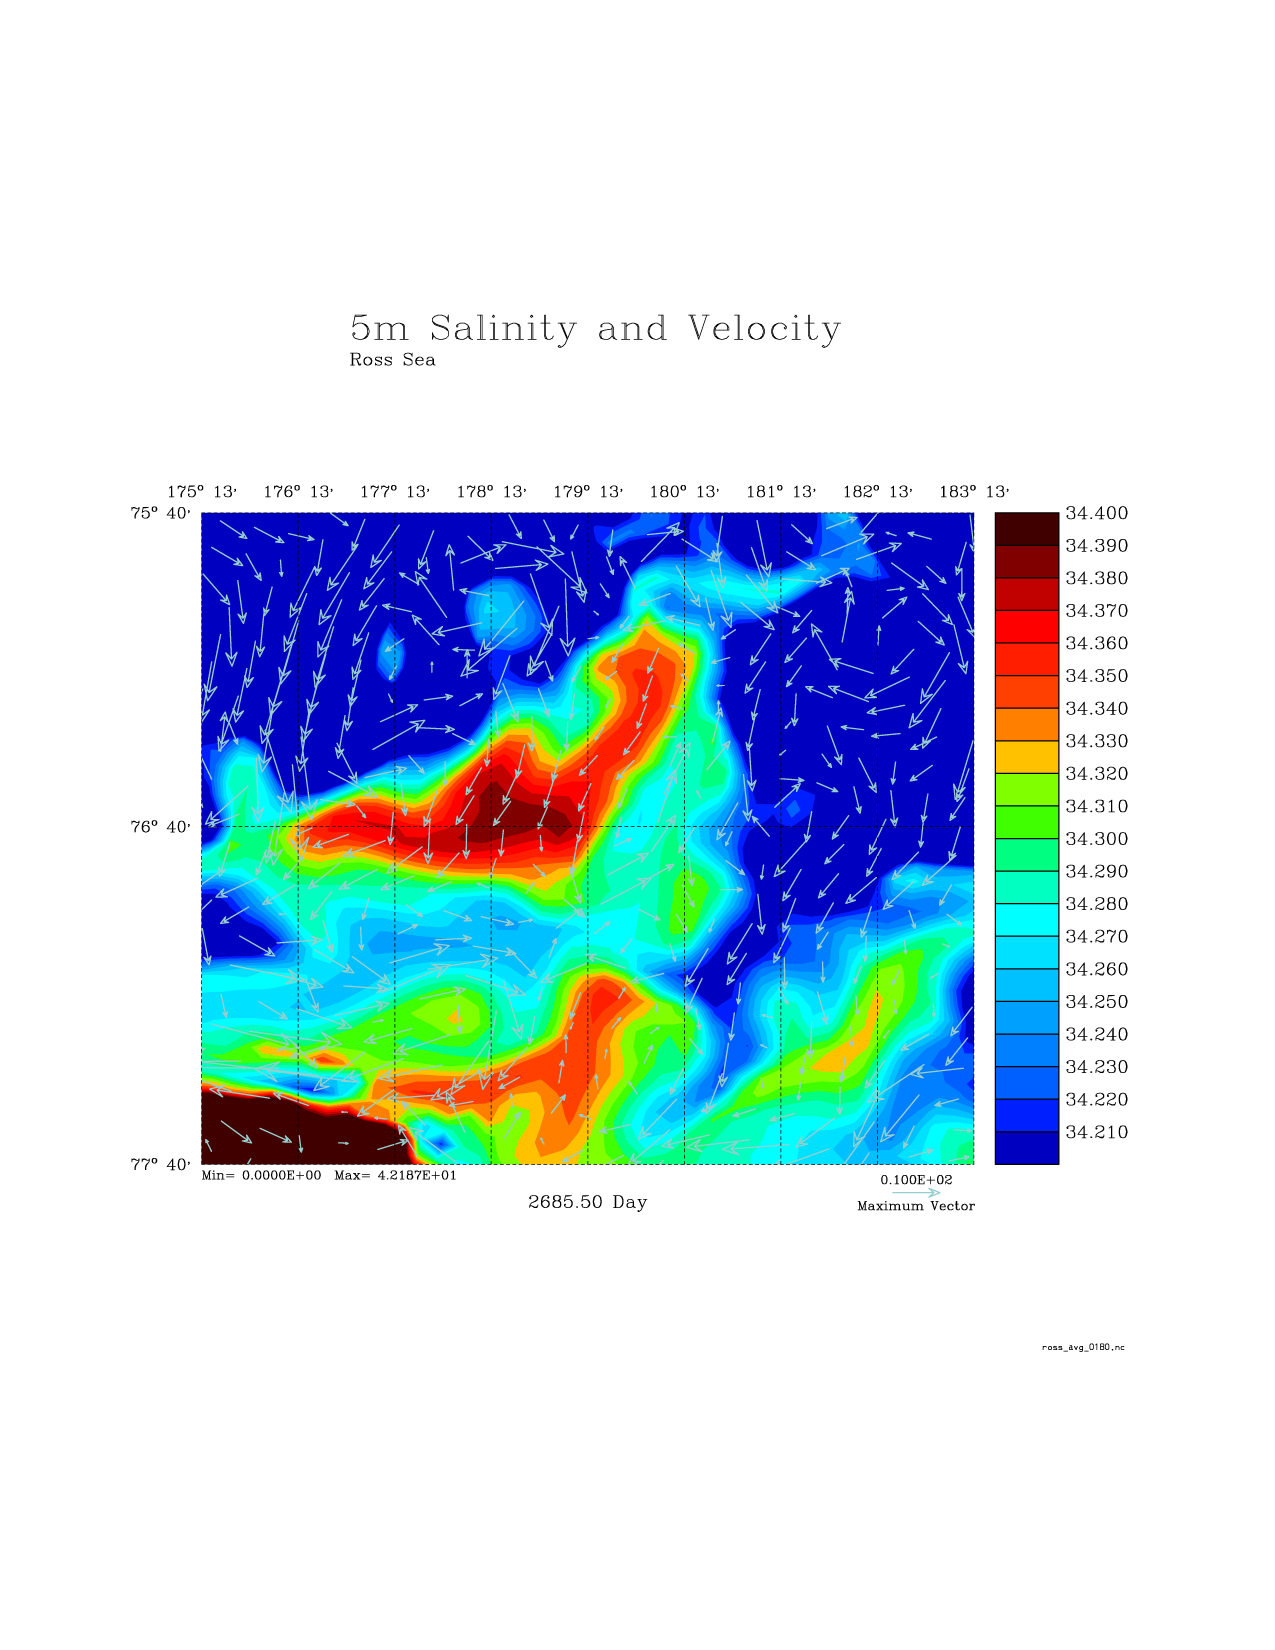 5m Salinity and Velocity
Ross Sea
175° 13' 176° 13' 177° 13' 178° 13' 179° 13' 180° 13' 181° 13' 182° 13' 183° 13'
75° 40'
76° 40'
77° 40'
34.400
34.390
34.380
34.370
34.360
34.350
34.340
34.330
34.320
34.310
34.300
34.290
34.280
34.270
34.260
34.250
34.240
34.230
34.220
34.210
Min= 0.0000E+00 Max= 4.2187E+01
0.100E+02
2685.50 Day
Maximum Vector
ross_avg_0180.nc